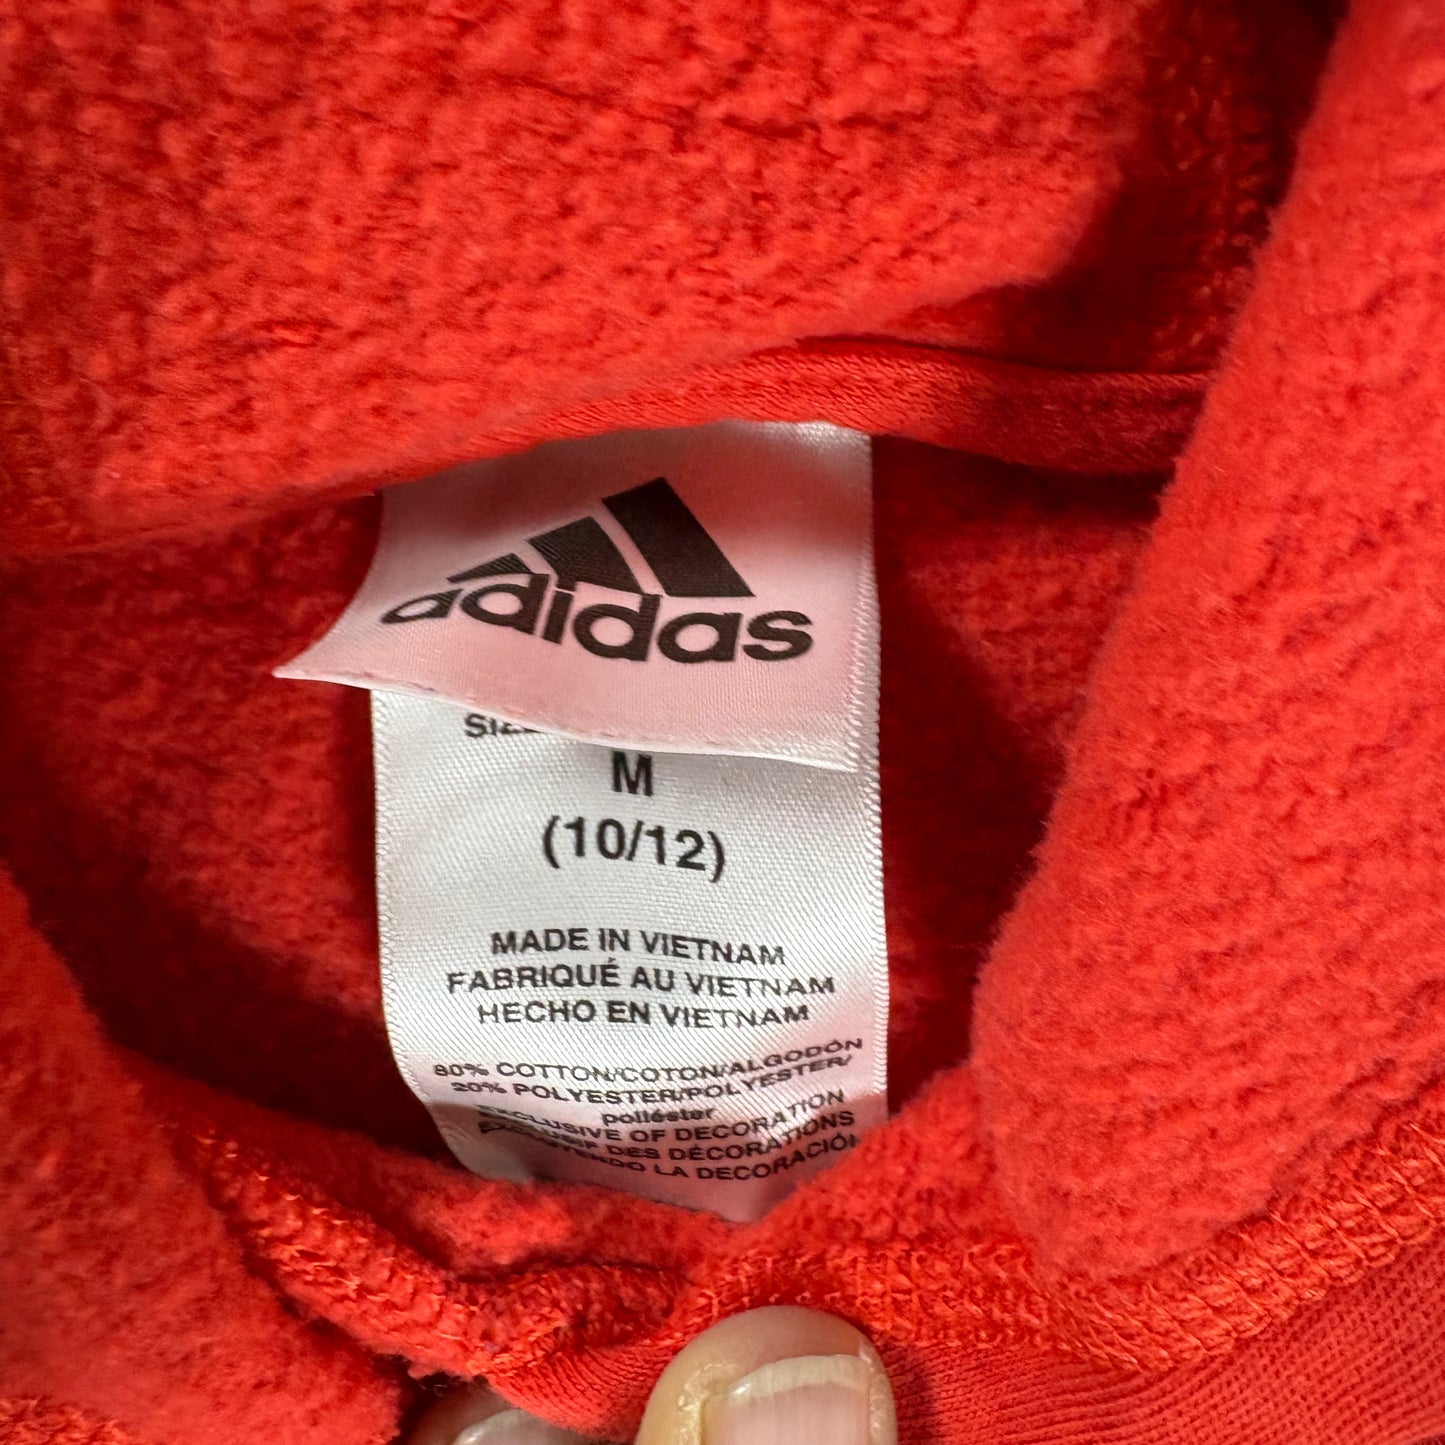 adidas
M
(10/12)
MADE IN VIETNAM
FABRIQUÉ AU VIETNAM
HECHO EN VIETNAM
80% COTTON/COTON/ALGODÓN
20% POLYESTER/POLYESTER/
poliéster
EXCLUSIVE OF DECORATION
EXCLUSIF DES DÉCORATIONS
LA DECORACIÓN